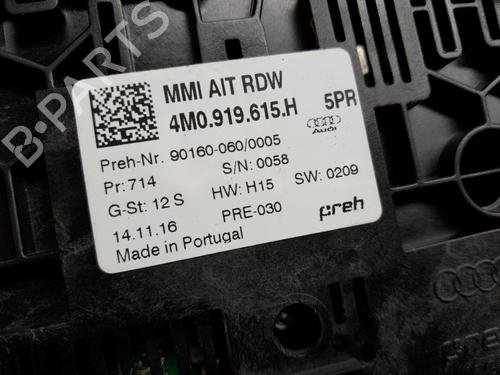 MMI AIT RDW
4M0.919.615.H 5PR
Audi
Preh-Nr. 90160-060/0005
Pr: 714 S/N: 0058
G-St: 12 S HW: H15 SW: 0209
14.11.16 PRE-030 preh
Made in Portugal
B-PARTS